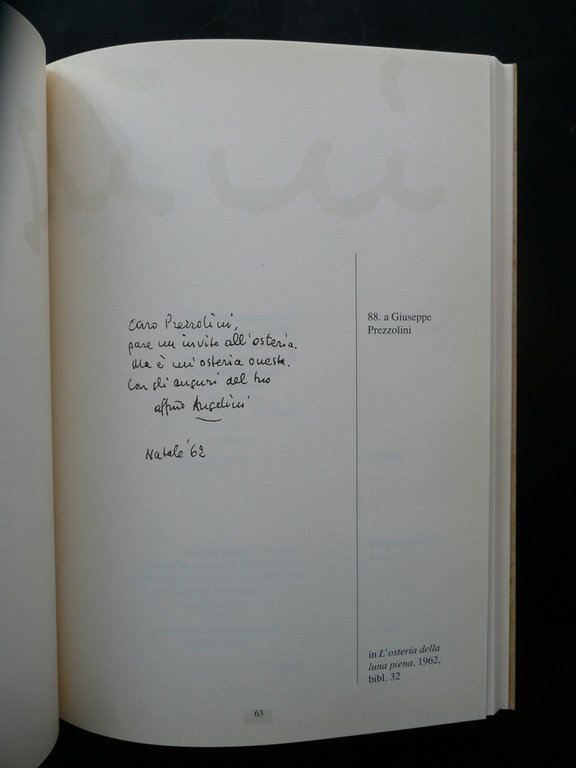 Caro Prezzolini,
pare un invito all'osteria.
Ma è un'osteria onesta.
Con gli auguri del tuo
affmo Angelini
Natale '62
88. a Giuseppe
Prezzolini
in L'osteria della
luna piena, 1962,
bibl. 32
63